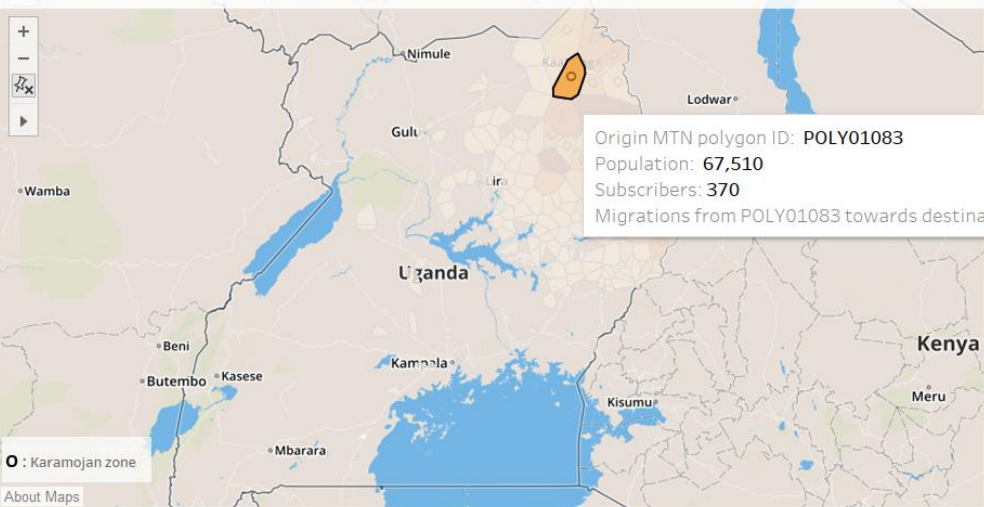 +
−
Nimule
Lodwar
Gulu
Origin MTN polygon ID: POLY01083
Population: 67,510
Subscribers: 370
Migrations from POLY01083 towards destina
Wamba
Lira
Uganda
Beni
Kenya
Butembo
Kasese
Kampala
Meru
Kisumu
Mbarara
O : Karamojan zone
About Maps